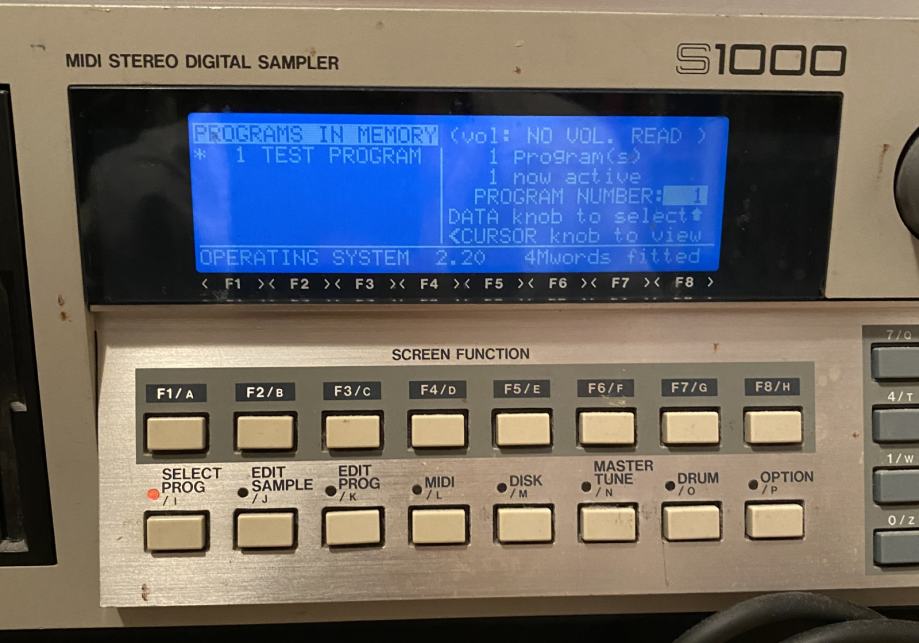 MIDI STEREO DIGITAL SAMPLER
S1000
PROGRAMS IN MEMORY (vol: NO VOL. READ )
* 1 TEST PROGRAM 1 Program(s)
1 now active
PROGRAM NUMBER: 1
DATA knob to select⬆
<CURSOR knob to view
OPERATING SYSTEM 2.20 4Mwords fitted
< F1 >< F2 >< F3 >< F4 >< F5 >< F6 >< F7 >< F8 >
SCREEN FUNCTION
F1/A F2/B F3/C F4/D F5/E F6/F F7/G F8/H
SELECT PROG /I
EDIT SAMPLE /J
EDIT PROG /K
MIDI /L
DISK /M
MASTER TUNE /N
DRUM /O
OPTION /P
7/Q
4/T
1/W
0/Z